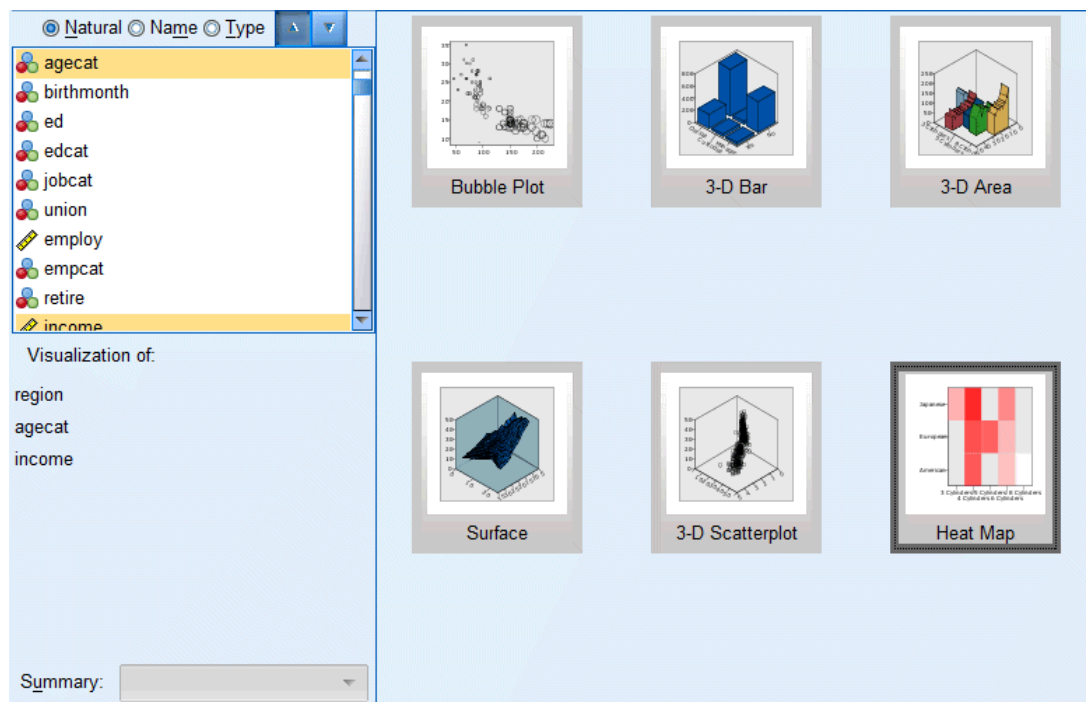 Natural Name Type
agecat
birthmonth
ed
edcat
jobcat
union
employ
empcat
retire
income
Visualization of:
region
agecat
income
Summary:
Bubble Plot
3-D Bar
3-D Area
Surface
3-D Scatterplot
Heat Map
Japanese
European
American